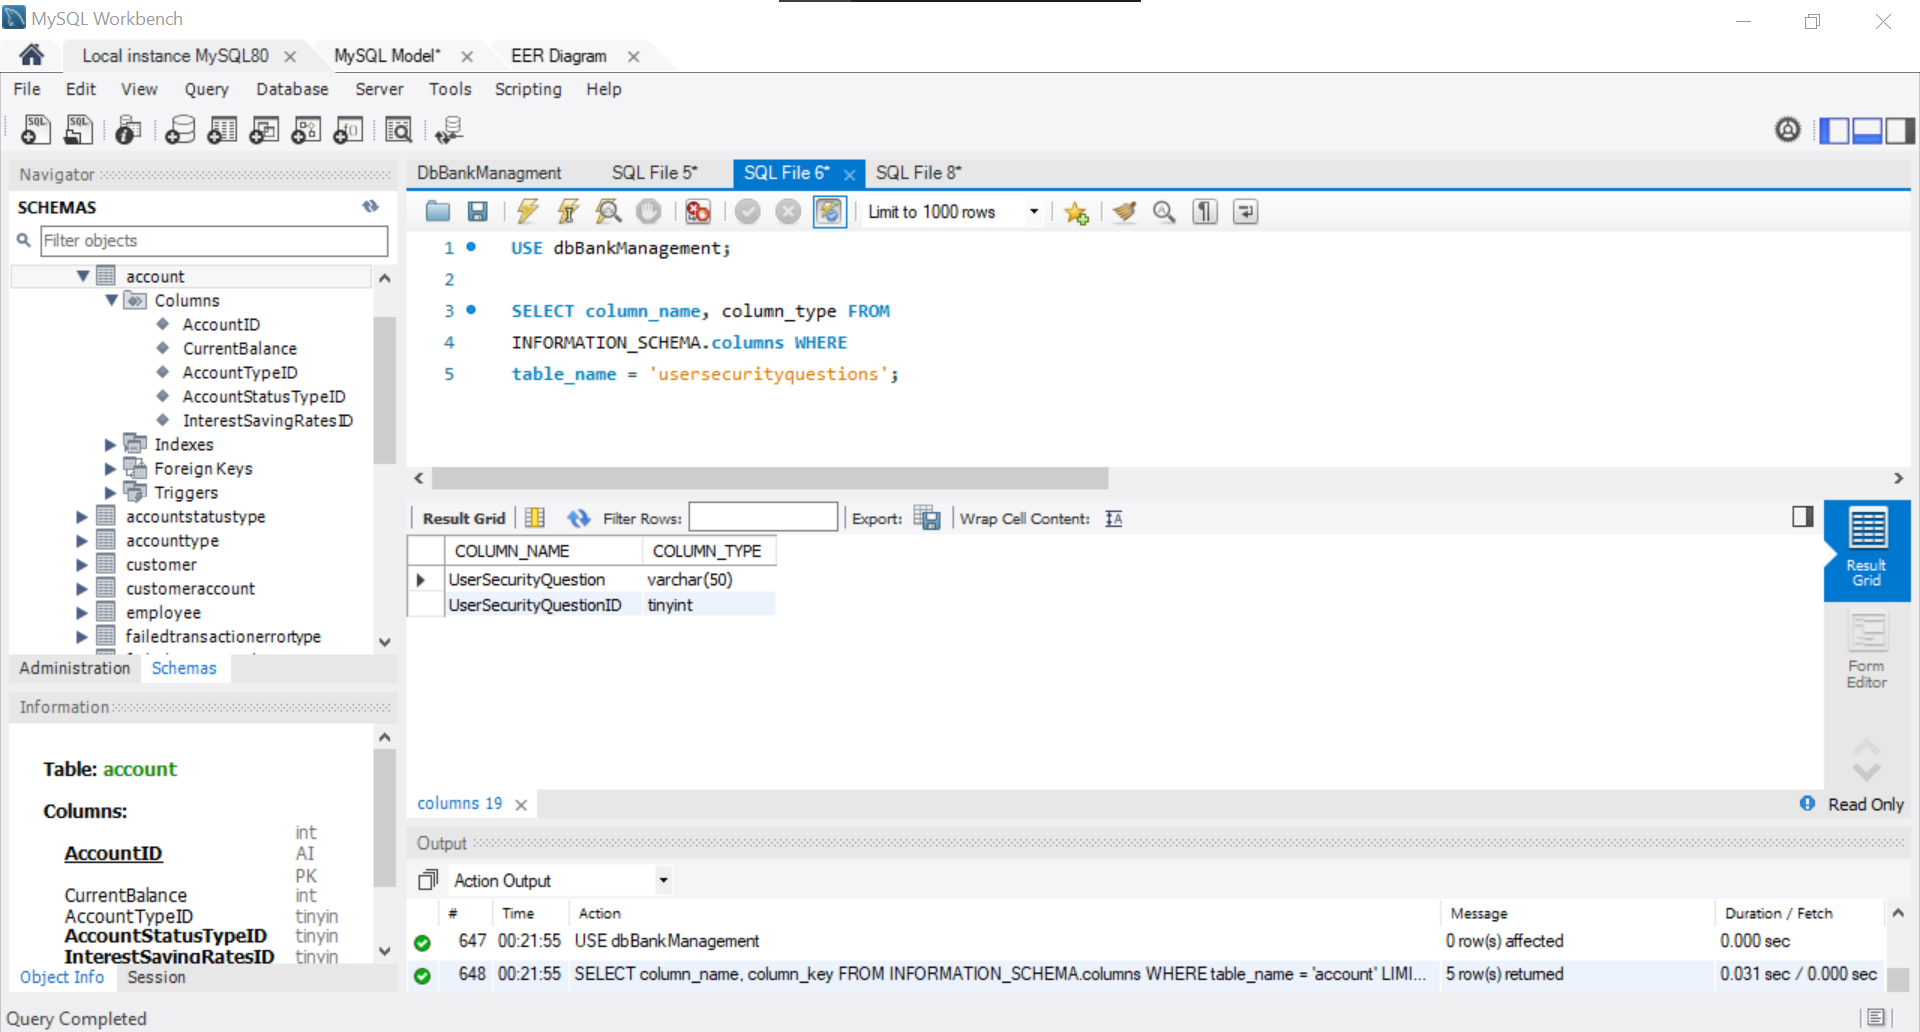 MySQL Workbench
Local instance MySQL80
MySQL Model*
EER Diagram
File Edit View Query Database Server Tools Scripting Help
Navigator
SCHEMAS
Filter objects
account
Columns
AccountID
CurrentBalance
AccountTypeID
AccountStatusTypeID
InterestSavingRatesID
Indexes
Foreign Keys
Triggers
accountstatustype
accounttype
customer
customeraccount
employee
failedtransactionerrortype
Administration Schemas
Information
Table: account
Columns:
AccountID int AI PK
CurrentBalance int
AccountTypeID tinyin
AccountStatusTypeID tinyin
InterestSavingRatesID tinyin
Object Info Session
DbBankManagment SQL File 5* SQL File 6* SQL File 8*
Limit to 1000 rows
1 USE dbBankManagement;
2
3 SELECT column_name, column_type FROM
4 INFORMATION_SCHEMA.columns WHERE
5 table_name = 'usersecurityquestions';
Result Grid Filter Rows: Export: Wrap Cell Content:
COLUMN_NAME COLUMN_TYPE
UserSecurityQuestion varchar(50)
UserSecurityQuestionID tinyint
Result Grid
Form Editor
columns 19
Read Only
Output
Action Output
# Time Action Message Duration / Fetch
647 00:21:55 USE dbBankManagement 0 row(s) affected 0.000 sec
648 00:21:55 SELECT column_name, column_key FROM INFORMATION_SCHEMA.columns WHERE table_name = 'account' LIMI... 5 row(s) returned 0.031 sec / 0.000 sec
Query Completed